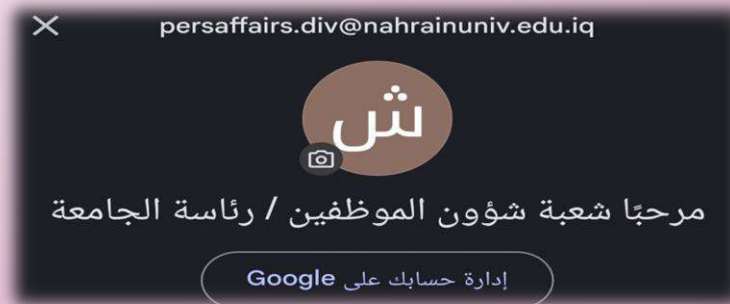 persaffairs.div@nahrainuniv.edu.iq
ش
مرحبًا شعبة شؤون الموظفين / رئاسة الجامعة
إدارة حسابك على Google